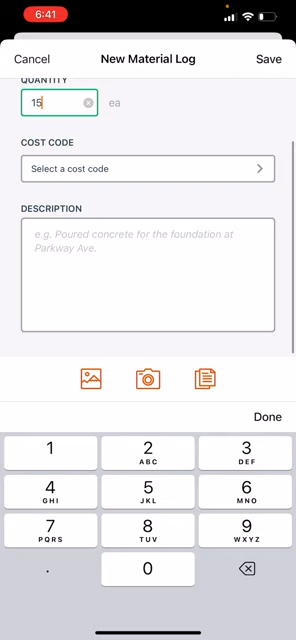 6:41
Cancel
New Material Log
Save
QUANTITY
15
ea
COST CODE
Select a cost code
DESCRIPTION
e.g. Poured concrete for the foundation at
Parkway Ave.
Done
1
2
ABC
3
DEF
4
GHI
5
JKL
6
MNO
7
PQRS
8
TUV
9
WXYZ
.
0